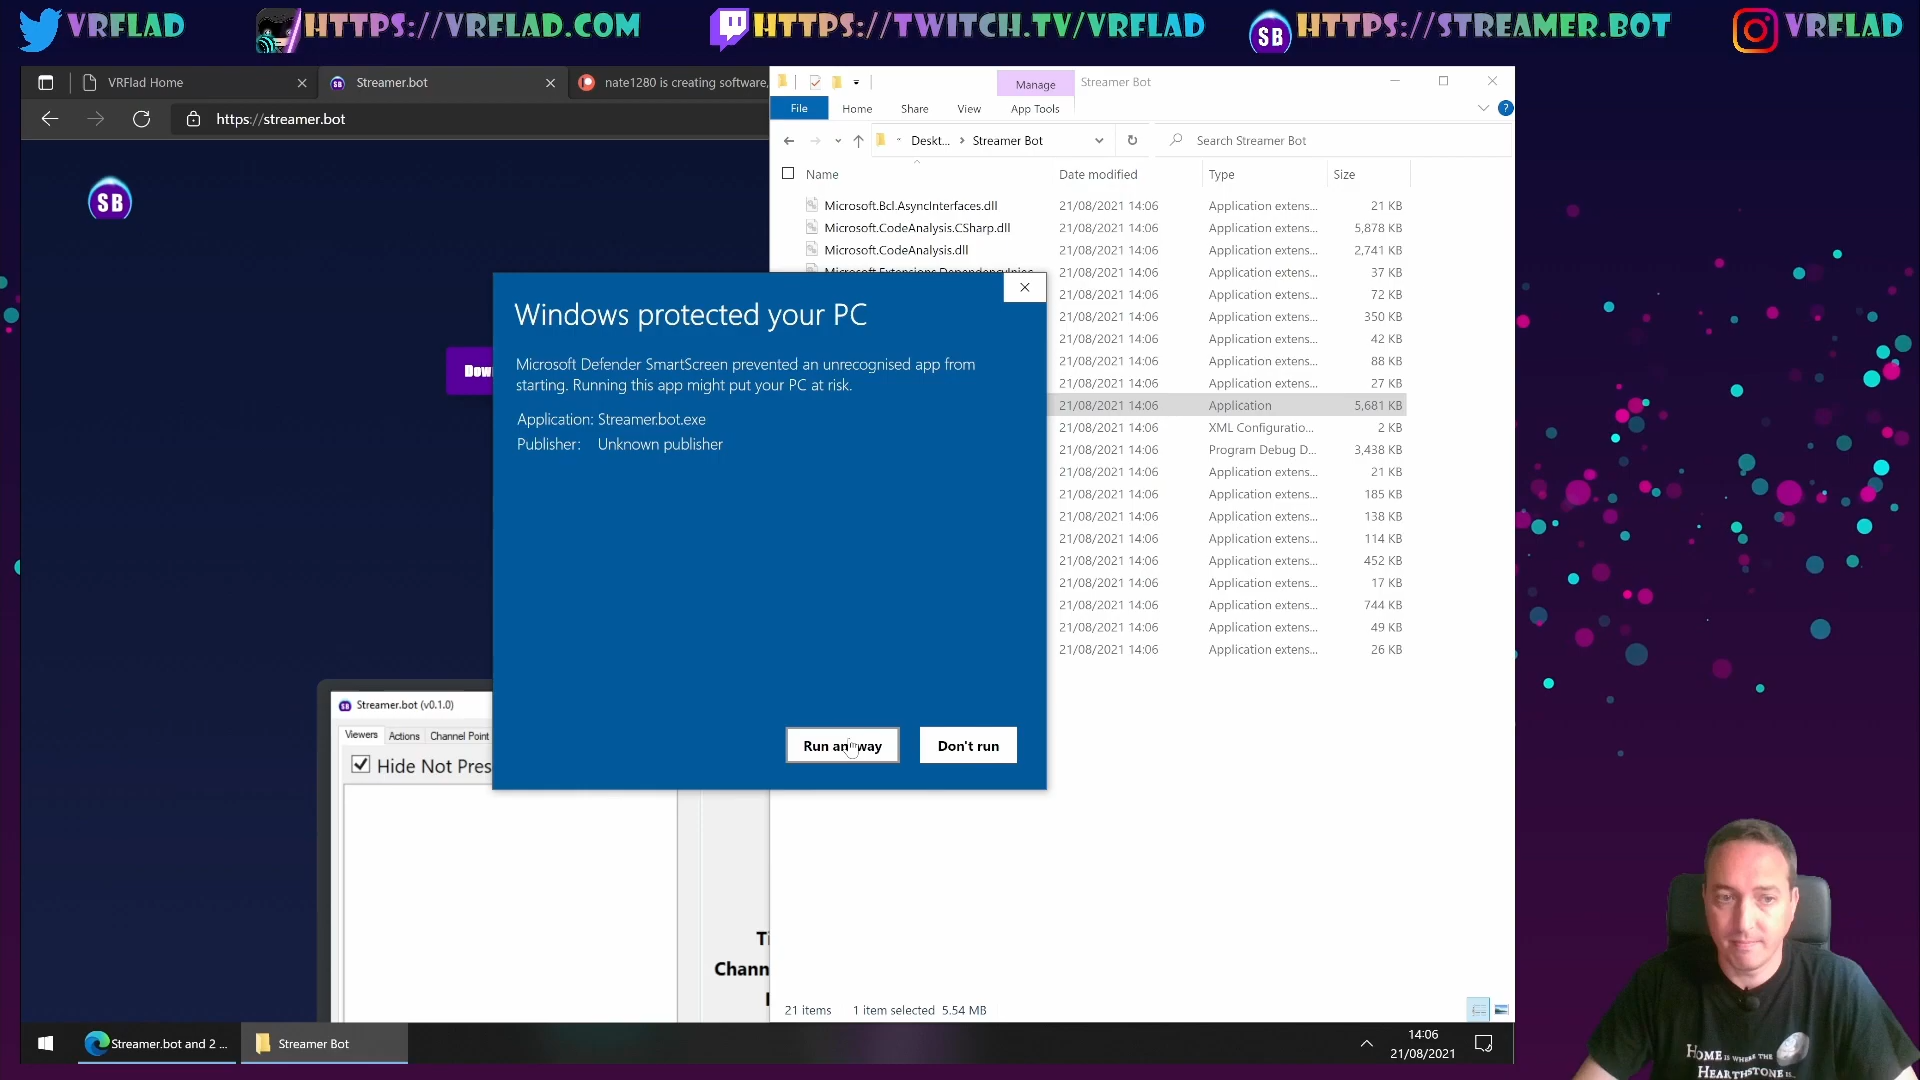 VRFLAD
HTTPS://VRFLAD.COM
HTTPS://TWITCH.TV/VRFLAD
SB
HTTPS://STREAMER.BOT
VRFLAD
VRFlad Home
Streamer.bot
nate1280 is creating software,
https://streamer.bot
SB
Manage
Streamer Bot
File
Home
Share
View
App Tools
Deskt...
Streamer Bot
Search Streamer Bot
Name
Date modified
Type
Size
Microsoft.Bcl.AsyncInterfaces.dll 21/08/2021 14:06 Application extens... 21 KB
Microsoft.CodeAnalysis.CSharp.dll 21/08/2021 14:06 Application extens... 5,878 KB
Microsoft.CodeAnalysis.dll 21/08/2021 14:06 Application extens... 2,741 KB
21/08/2021 14:06 Application extens... 37 KB
21/08/2021 14:06 Application extens... 72 KB
21/08/2021 14:06 Application extens... 350 KB
21/08/2021 14:06 Application extens... 42 KB
21/08/2021 14:06 Application extens... 88 KB
21/08/2021 14:06 Application extens... 27 KB
21/08/2021 14:06 Application 5,681 KB
21/08/2021 14:06 XML Configuratio... 2 KB
21/08/2021 14:06 Program Debug D... 3,438 KB
21/08/2021 14:06 Application extens... 21 KB
21/08/2021 14:06 Application extens... 185 KB
21/08/2021 14:06 Application extens... 138 KB
21/08/2021 14:06 Application extens... 114 KB
21/08/2021 14:06 Application extens... 452 KB
21/08/2021 14:06 Application extens... 17 KB
21/08/2021 14:06 Application extens... 744 KB
21/08/2021 14:06 Application extens... 49 KB
21/08/2021 14:06 Application extens... 26 KB
Windows protected your PC
Microsoft Defender SmartScreen prevented an unrecognised app from
starting. Running this app might put your PC at risk.
Application: Streamer.bot.exe
Publisher: Unknown publisher
Run anyway
Don't run
Streamer.bot (v0.1.0)
Viewers
Actions
Channel Point
Hide Not Pres
Chann
21 items
1 item selected 5.54 MB
Streamer.bot and 2 ...
Streamer Bot
14:06
21/08/2021
HOME IS WHERE THE
HEARTHSTONE IS...